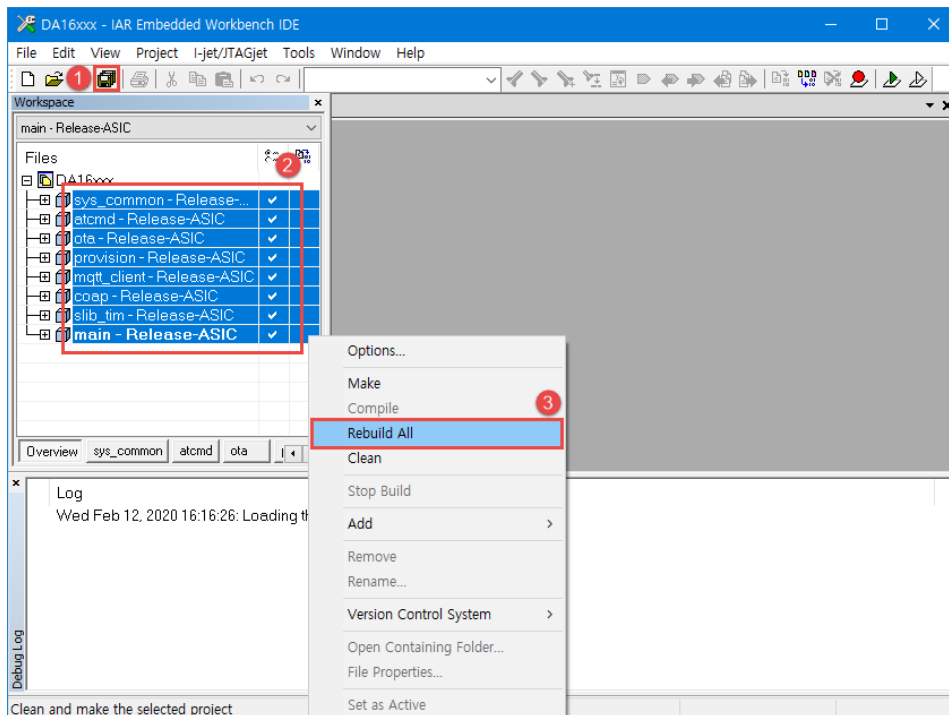 DA16xxx - IAR Embedded Workbench IDE
File Edit View Project I-jet/JTAGjet Tools Window Help
1
Workspace
main - Release-ASIC
Files
2
DA16xxx
sys_common - Release-...
atcmd - Release-ASIC
ota - Release-ASIC
provision - Release-ASIC
mqtt_client - Release-ASIC
coap - Release-ASIC
slib_tim - Release-ASIC
main - Release-ASIC
Options...
Make
Compile
3
Rebuild All
Clean
Stop Build
Add
Remove
Rename...
Version Control System
Open Containing Folder...
File Properties...
Set as Active
Overview sys_common atcmd ota
Log
Wed Feb 12, 2020 16:16:26: Loading th
Debug Log
Clean and make the selected project